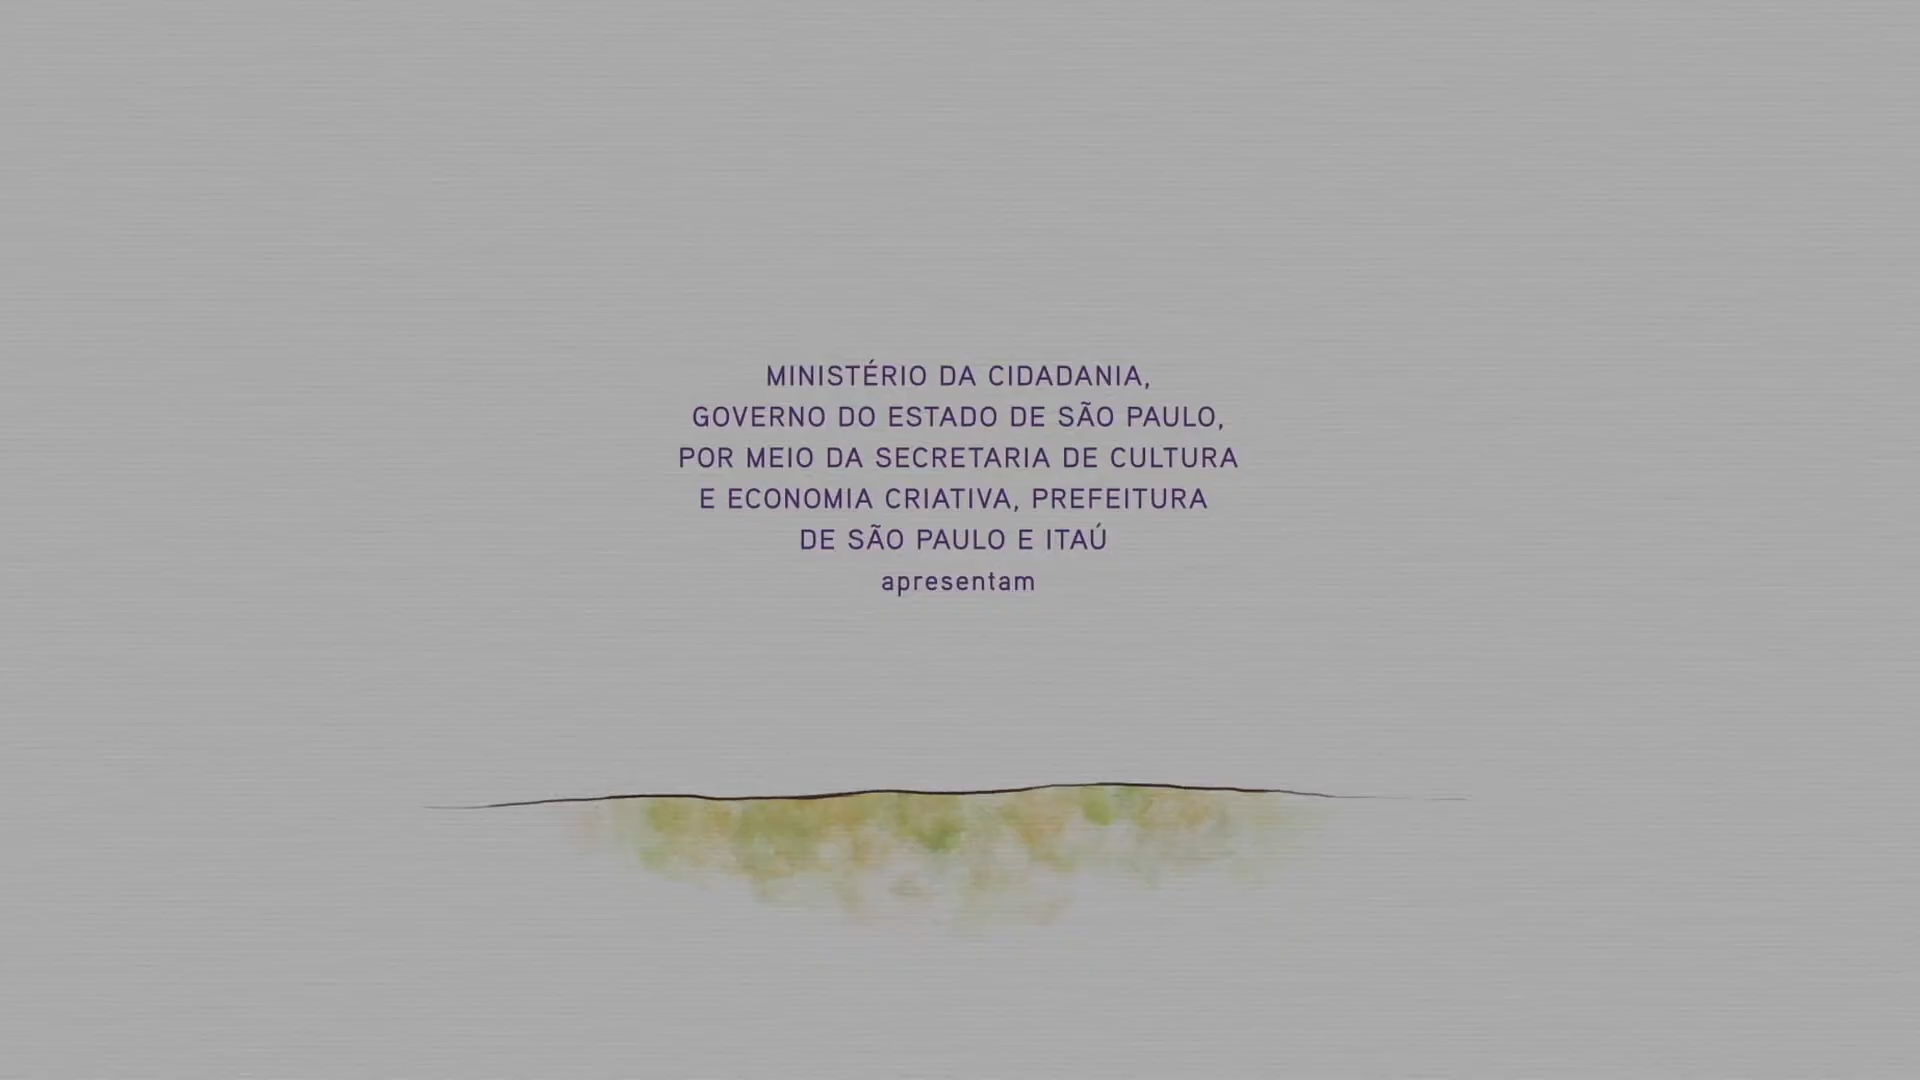 MINISTÉRIO DA CIDADANIA,
GOVERNO DO ESTADO DE SÃO PAULO,
POR MEIO DA SECRETARIA DE CULTURA
E ECONOMIA CRIATIVA, PREFEITURA
DE SÃO PAULO E ITAÚ
apresentam